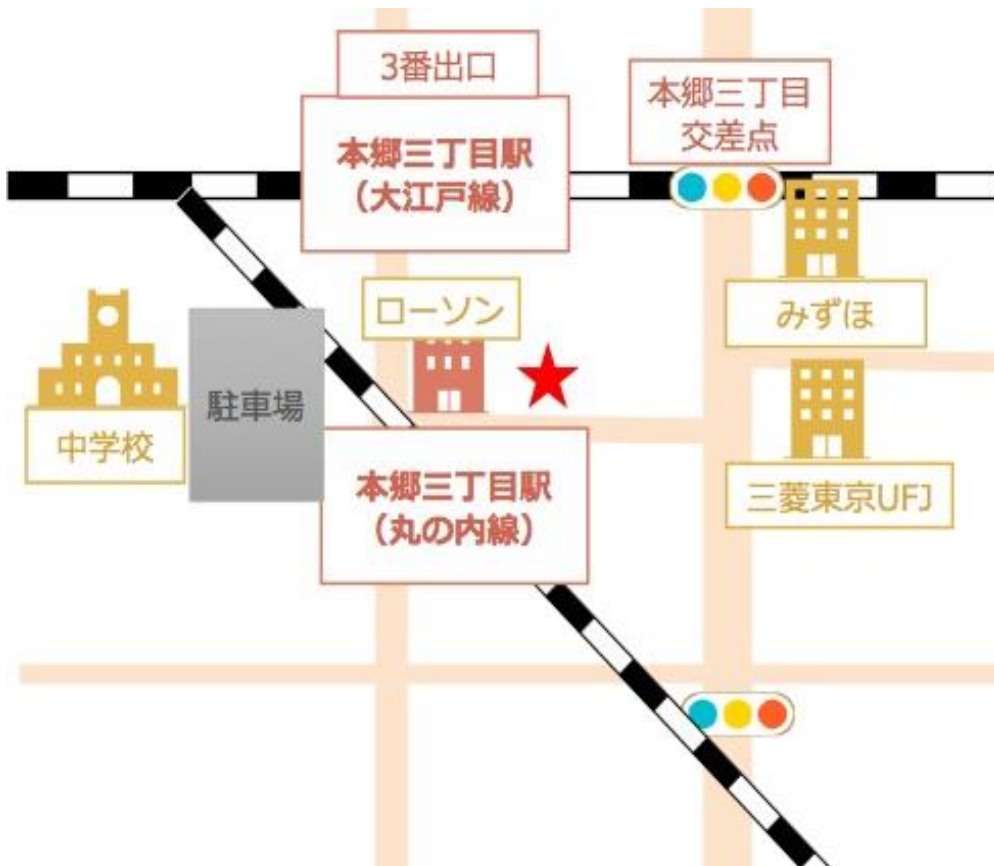 3番出口
本郷三丁目駅
（大江戸線）
本郷三丁目
交差点
ローソン
みずほ
駐車場
中学校
本郷三丁目駅
（丸の内線）
三菱東京UFJ